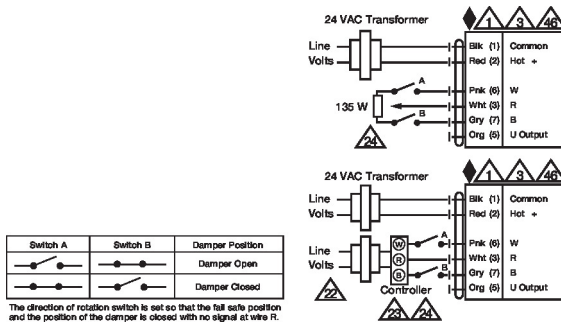 24 VAC Transformer
1 3 46
Line
Volts
Blk (1) Common
Red (2) Hot +
A
Pnk (6) W
135 W
Wht (3) R
B
Gry (7) B
24
Org (5) U Output
24 VAC Transformer
1 3 46
Line
Volts
Blk (1) Common
Red (2) Hot +
A
W
Pnk (6) W
Line
Volts
R
Wht (3) R
B
B
Gry (7) B
Org (5) U Output
22
Controller
23 24
Switch A Switch B Damper Position
Damper Open
Damper Closed
The direction of rotation switch is set so that the fail safe position
and the position of the damper is closed with no signal at wire R.